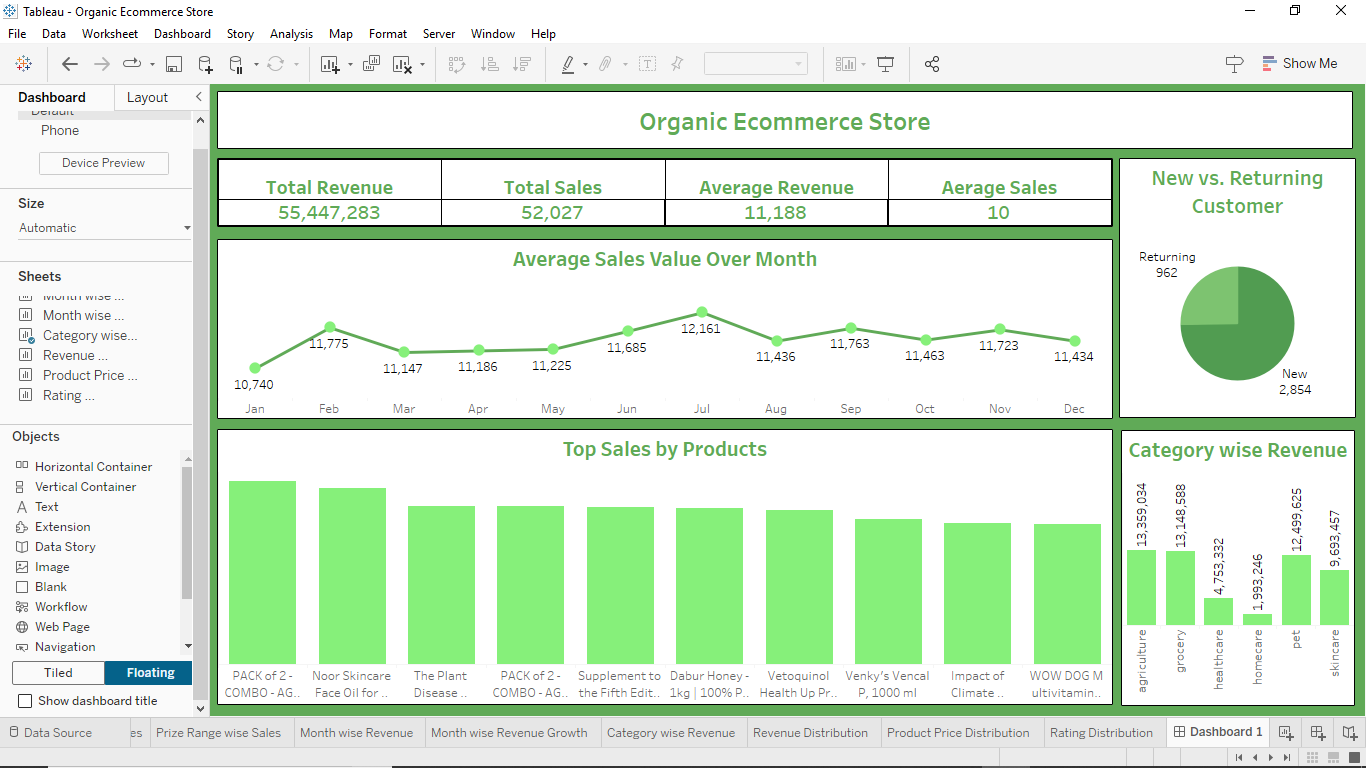 Tableau - Organic Ecommerce Store
File Data Worksheet Dashboard Story Analysis Map Format Server Window Help
Show Me
Dashboard Layout
Default
Phone
Device Preview
Size
Automatic
Sheets
Month wise ...
Month wise ...
Category wise...
Revenue ...
Product Price ...
Rating ...
Objects
Horizontal Container
Vertical Container
Text
Extension
Data Story
Image
Blank
Workflow
Web Page
Navigation
Tiled Floating
Show dashboard title
Organic Ecommerce Store
Total Revenue Total Sales Average Revenue Aerage Sales
55,447,283 52,027 11,188 10
New vs. Returning
Customer
Returning
962
New
2,854
Average Sales Value Over Month
10,740 11,775 11,147 11,186 11,225 11,685 12,161 11,436 11,763 11,463 11,723 11,434
Jan Feb Mar Apr May Jun Jul Aug Sep Oct Nov Dec
Top Sales by Products
PACK of 2 - Noor Skincare The Plant PACK of 2 - Supplement to Dabur Honey - Vetoquinol Venky's Vencal Impact of WOW DOG M
COMBO - AG.. Face Oil for .. Disease .. COMBO - AG.. the Fifth Edit.. 1kg | 100% P.. Health Up Pr.. P, 1000 ml Climate .. ultivitamin..
Category wise Revenue
13,359,034 13,148,588 4,753,332 1,993,246 12,499,625 9,693,457
agriculture grocery healthcare homecare pet skincare
Data Source es Prize Range wise Sales Month wise Revenue Month wise Revenue Growth Category wise Revenue Revenue Distribution Product Price Distribution Rating Distribution Dashboard 1